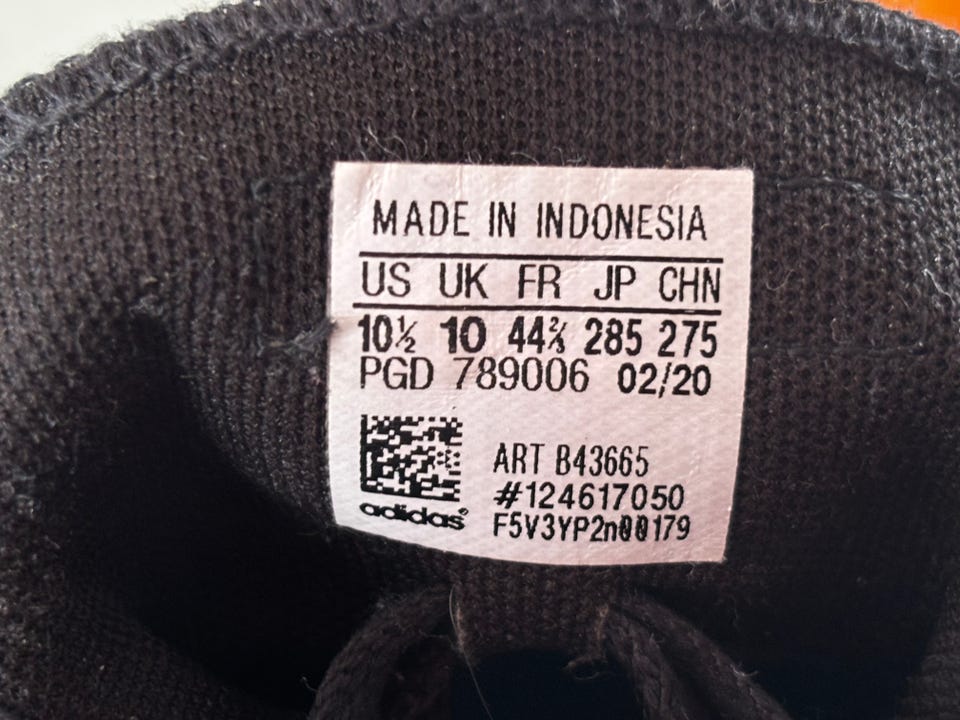 MADE IN INDONESIA
US UK FR JP CHN
10½ 10 44⅔ 285 275
PGD 789006 02/20
ART B43665
#124617050
adidas®
F5V3YP2n00179